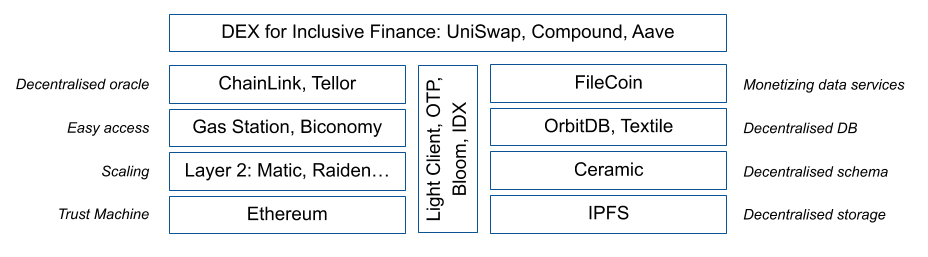 DEX for Inclusive Finance: UniSwap, Compound, Aave
Decentralised oracle
ChainLink, Tellor
Easy access
Gas Station, Biconomy
Scaling
Layer 2: Matic, Raiden…
Trust Machine
Ethereum
Light Client, OTP,
Bloom, IDX
FileCoin
Monetizing data services
OrbitDB, Textile
Decentralised DB
Ceramic
Decentralised schema
IPFS
Decentralised storage